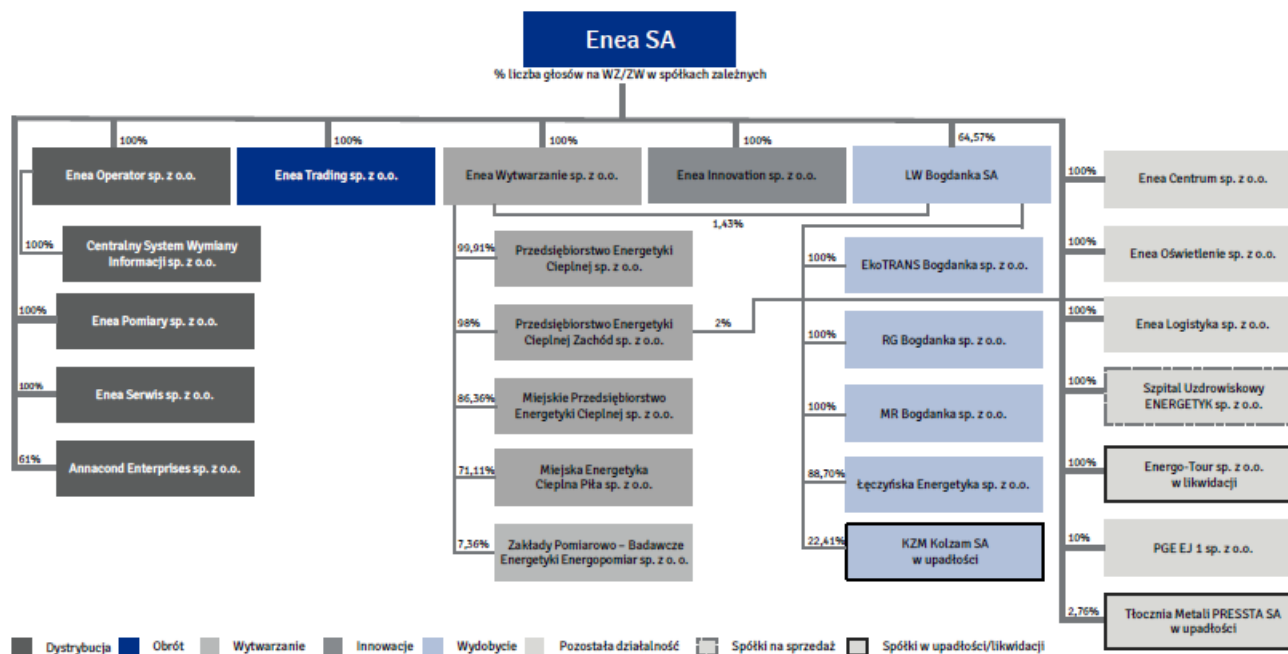 Enea SA
% liczba głosów na WZ/ZW w spółkach zależnych
100%
100%
100%
100%
64,57%
Enea Operator sp. z o.o.
Enea Trading sp. z o.o.
Enea Wytwarzanie sp. z o.o.
Enea Innovation sp. z o.o.
LW Bogdanka SA
1,43%
100%
Centralny System Wymiany
Informacji sp. z o.o.
100%
Enea Pomiary sp. z o.o.
100%
Enea Serwis sp. z o.o.
61%
Annacond Enterprises sp. z o.o.
99,91%
Przedsiębiorstwo Energetyki
Cieplnej sp. z o.o.
98%
Przedsiębiorstwo Energetyki
Cieplnej Zachód sp. z o.o.
2%
86,36%
Miejskie Przedsiębiorstwo
Energetyki Cieplnej sp. z o.o.
71,11%
Miejska Energetyka
Cieplna Piła sp. z o.o.
7,36%
Zakłady Pomiarowo – Badawcze
Energetyki Energopomiar sp. z o. o.
100%
EkoTRANS Bogdanka sp. z o.o.
100%
RG Bogdanka sp. z o.o.
100%
MR Bogdanka sp. z o.o.
88,70%
Łęczyńska Energetyka sp. z o.o.
22,41%
KZM Kolzam SA
w upadłości
100%
Enea Centrum sp. z o.o.
100%
Enea Oświetlenie sp. z o.o.
100%
Enea Logistyka sp. z o.o.
100%
Szpital Uzdrowiskowy
ENERGETYK sp. z o.o.
100%
Energo-Tour sp. z o.o.
w likwidacji
10%
PGE EJ 1 sp. z o.o.
2,76%
Tłocznia Metali PRESSTA SA
w upadłości
Dystrybucja
Obrót
Wytwarzanie
Innowacje
Wydobycie
Pozostała działalność
Spółki na sprzedaż
Spółki w upadłości/likwidacji